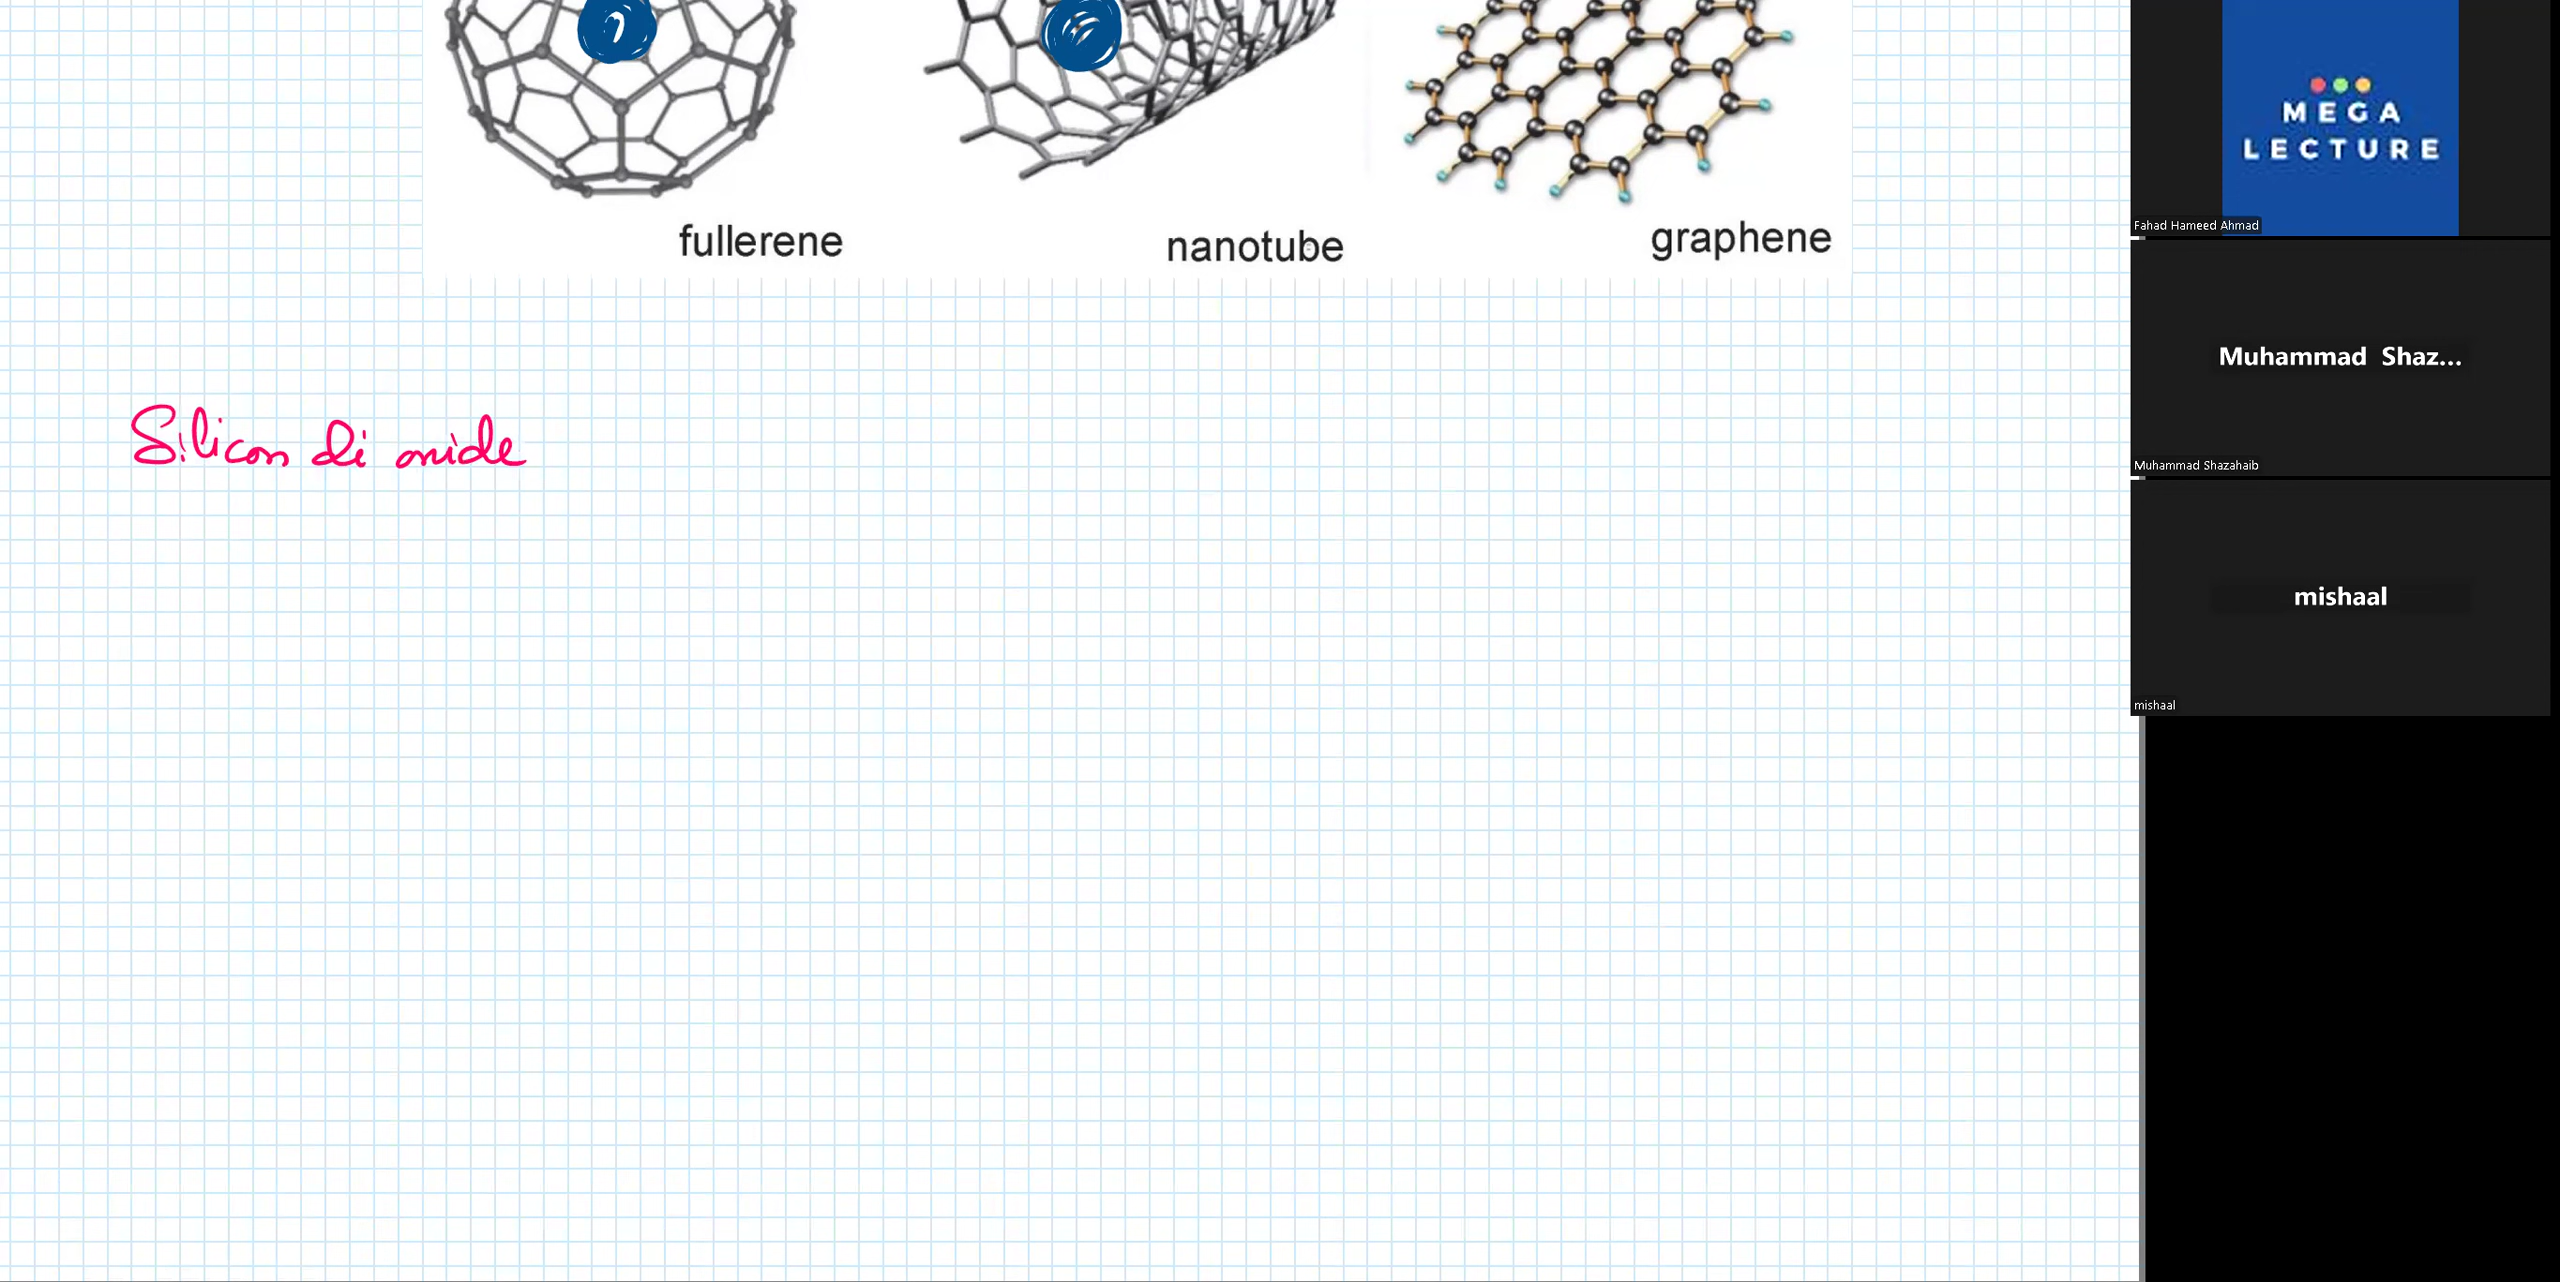 fullerene
nanotube
graphene
Silicon di oxide
MEGA
LECTURE
Fahad Hameed Ahmad
Muhammad Shaz...
Muhammad Shazahaib
mishaal
mishaal